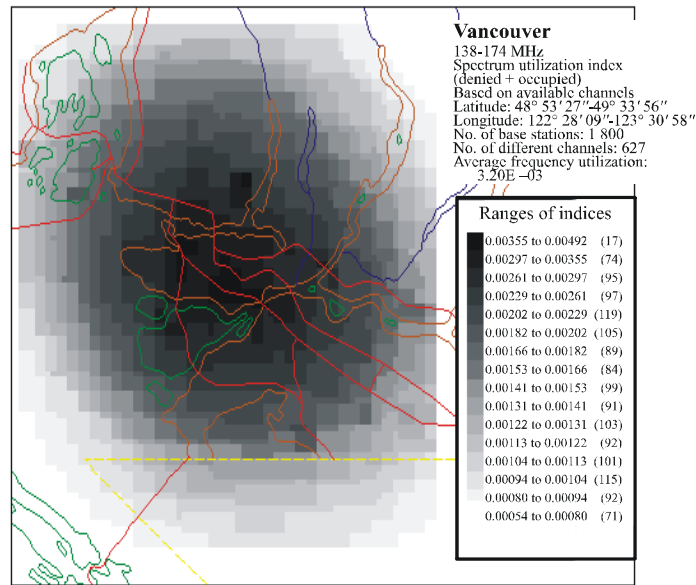 Vancouver
138-174 MHz
Spectrum utilization index
(denied + occupied)
Based on available channels
Latitude: 48° 53′ 27″-49° 33′ 56″
Longitude: 122° 28′ 09″-123° 30′ 58″
No. of base stations: 1 800
No. of different channels: 627
Average frequency utilization:
3.20E –03
Ranges of indices
0.00355 to 0.00492 (17)
0.00297 to 0.00355 (74)
0.00261 to 0.00297 (95)
0.00229 to 0.00261 (97)
0.00202 to 0.00229 (119)
0.00182 to 0.00202 (105)
0.00166 to 0.00182 (89)
0.00153 to 0.00166 (84)
0.00141 to 0.00153 (99)
0.00131 to 0.00141 (91)
0.00122 to 0.00131 (103)
0.00113 to 0.00122 (92)
0.00104 to 0.00113 (101)
0.00094 to 0.00104 (115)
0.00080 to 0.00094 (92)
0.00054 to 0.00080 (71)